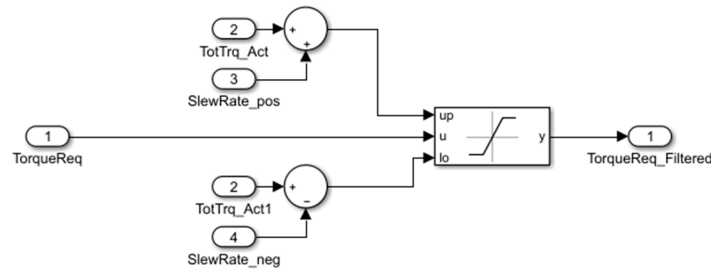 2
TotTrq_Act
+
+
3
SlewRate_pos
1
TorqueReq
up
u
lo
y
1
TorqueReq_Filtered
2
TotTrq_Act1
+
−
4
SlewRate_neg